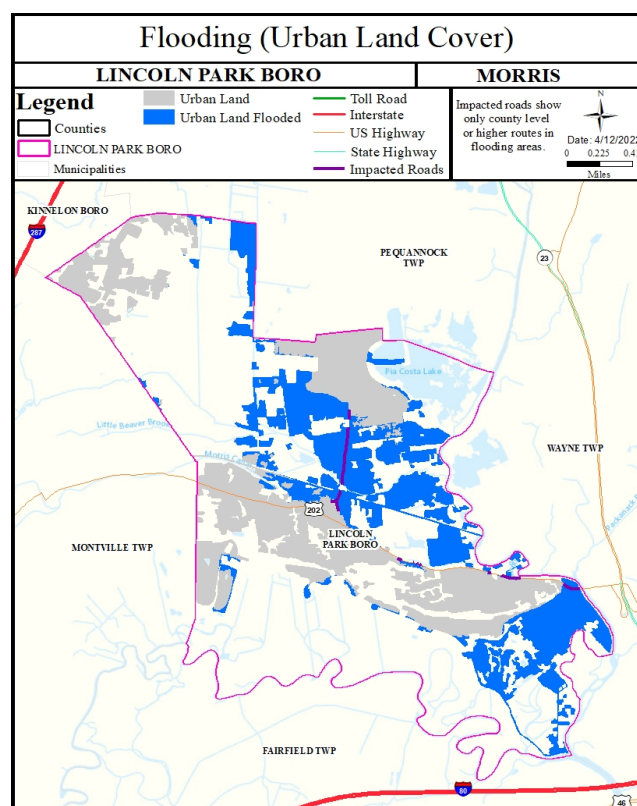 Flooding (Urban Land Cover)
LINCOLN PARK BORO
MORRIS
Legend
Counties
LINCOLN PARK BORO
Municipalities
Urban Land
Urban Land Flooded
Toll Road
Interstate
US Highway
State Highway
Impacted Roads
Impacted roads show
only county level
or higher routes in
flooding areas.
N
Date: 4/12/2022
0 0.225
Miles
KINNELON BORO
287
PEQUANNOCK
TWP
23
Pia Costa Lake
Little Beaver Broo
WAYNE TWP
Morris
202
LINCOLN
PARK BORO
MONTVILLE TWP
FAIRFIELD TWP
80
46